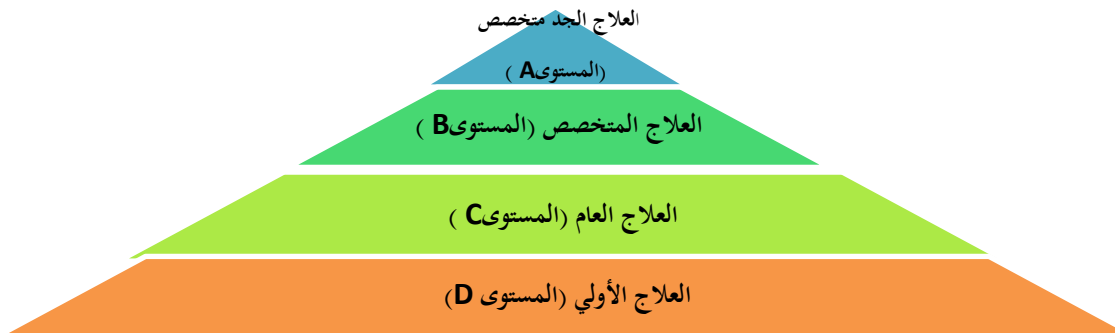 العلاج الجد متخصص
(المستوىA )
العلاج المتخصص (المستوىB )
العلاج العام (المستوىC )
العلاج الأولي (المستوى D)